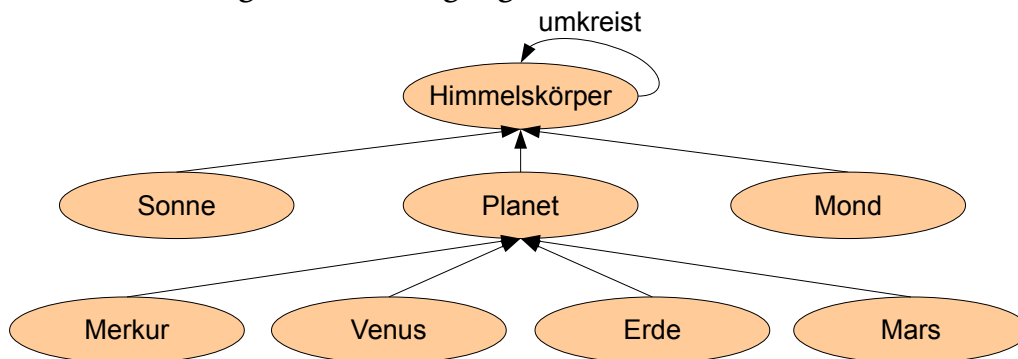 umkreist
Himmelskörper
Sonne Planet Mond
Merkur Venus Erde Mars